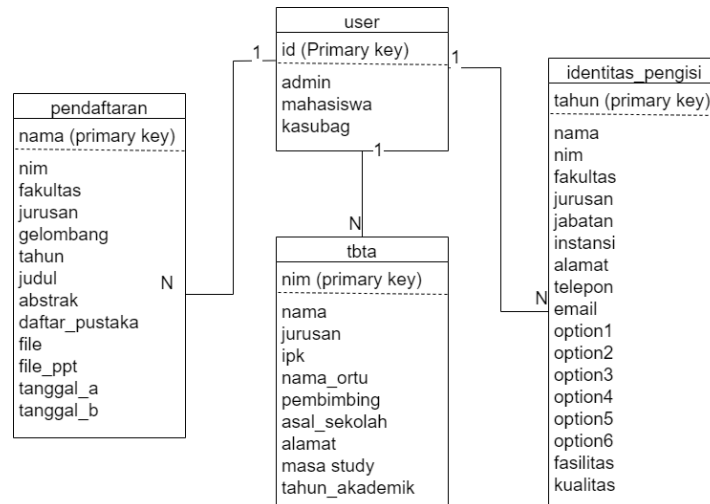 user
id (Primary key)
admin
mahasiswa
kasubag
1
1
1
pendaftaran
nama (primary key)
nim
fakultas
jurusan
gelombang
tahun
judul
abstrak
daftar_pustaka
file
file_ppt
tanggal_a
tanggal_b
N
N
tbta
nim (primary key)
nama
jurusan
ipk
nama_ortu
pembimbing
asal_sekolah
alamat
masa study
tahun_akademik
identitas_pengisi
tahun (primary key)
nama
nim
fakultas
jurusan
jabatan
instansi
alamat
telepon
email
N
option1
option2
option3
option4
option5
option6
fasilitas
kualitas